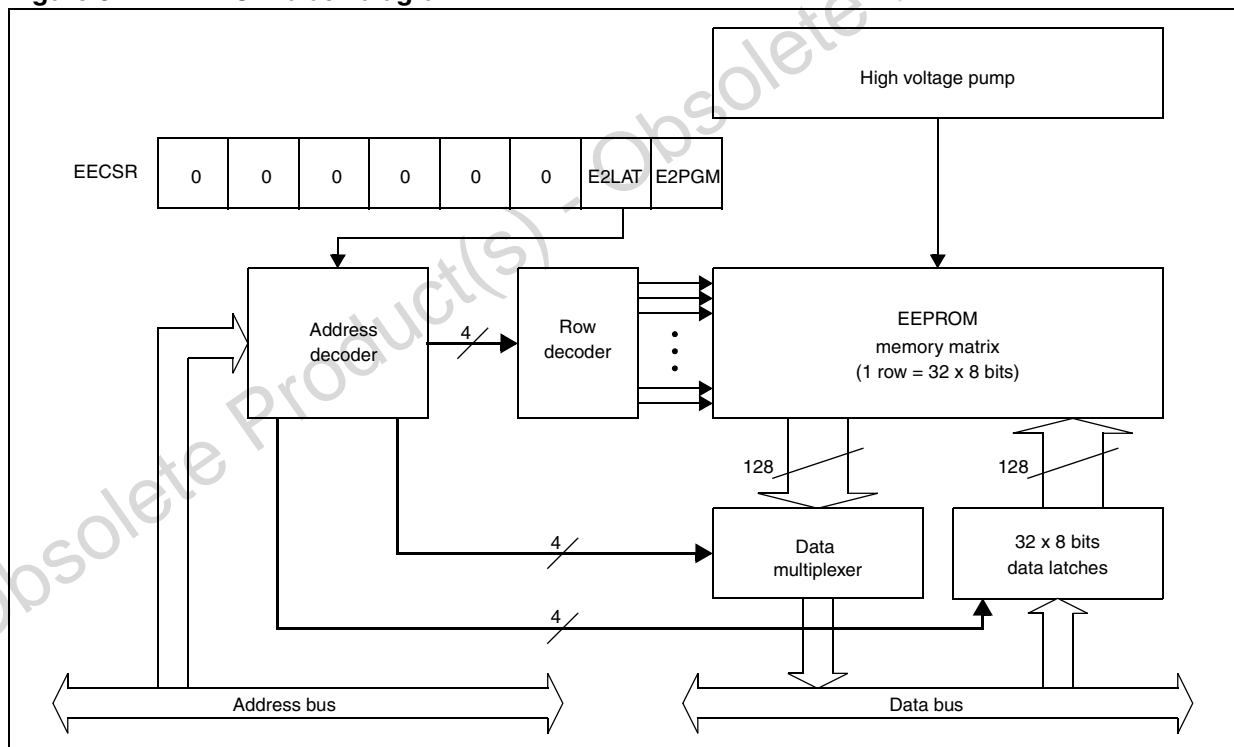 High voltage pump
EECSR 0 0 0 0 0 0 E2LAT E2PGM
Address
decoder
4
Row
decoder
EEPROM
memory matrix
(1 row = 32 x 8 bits)
128
128
4
Data
multiplexer
32 x 8 bits
data latches
4
Address bus
Data bus
Obsolete Product(s) - Obsolete